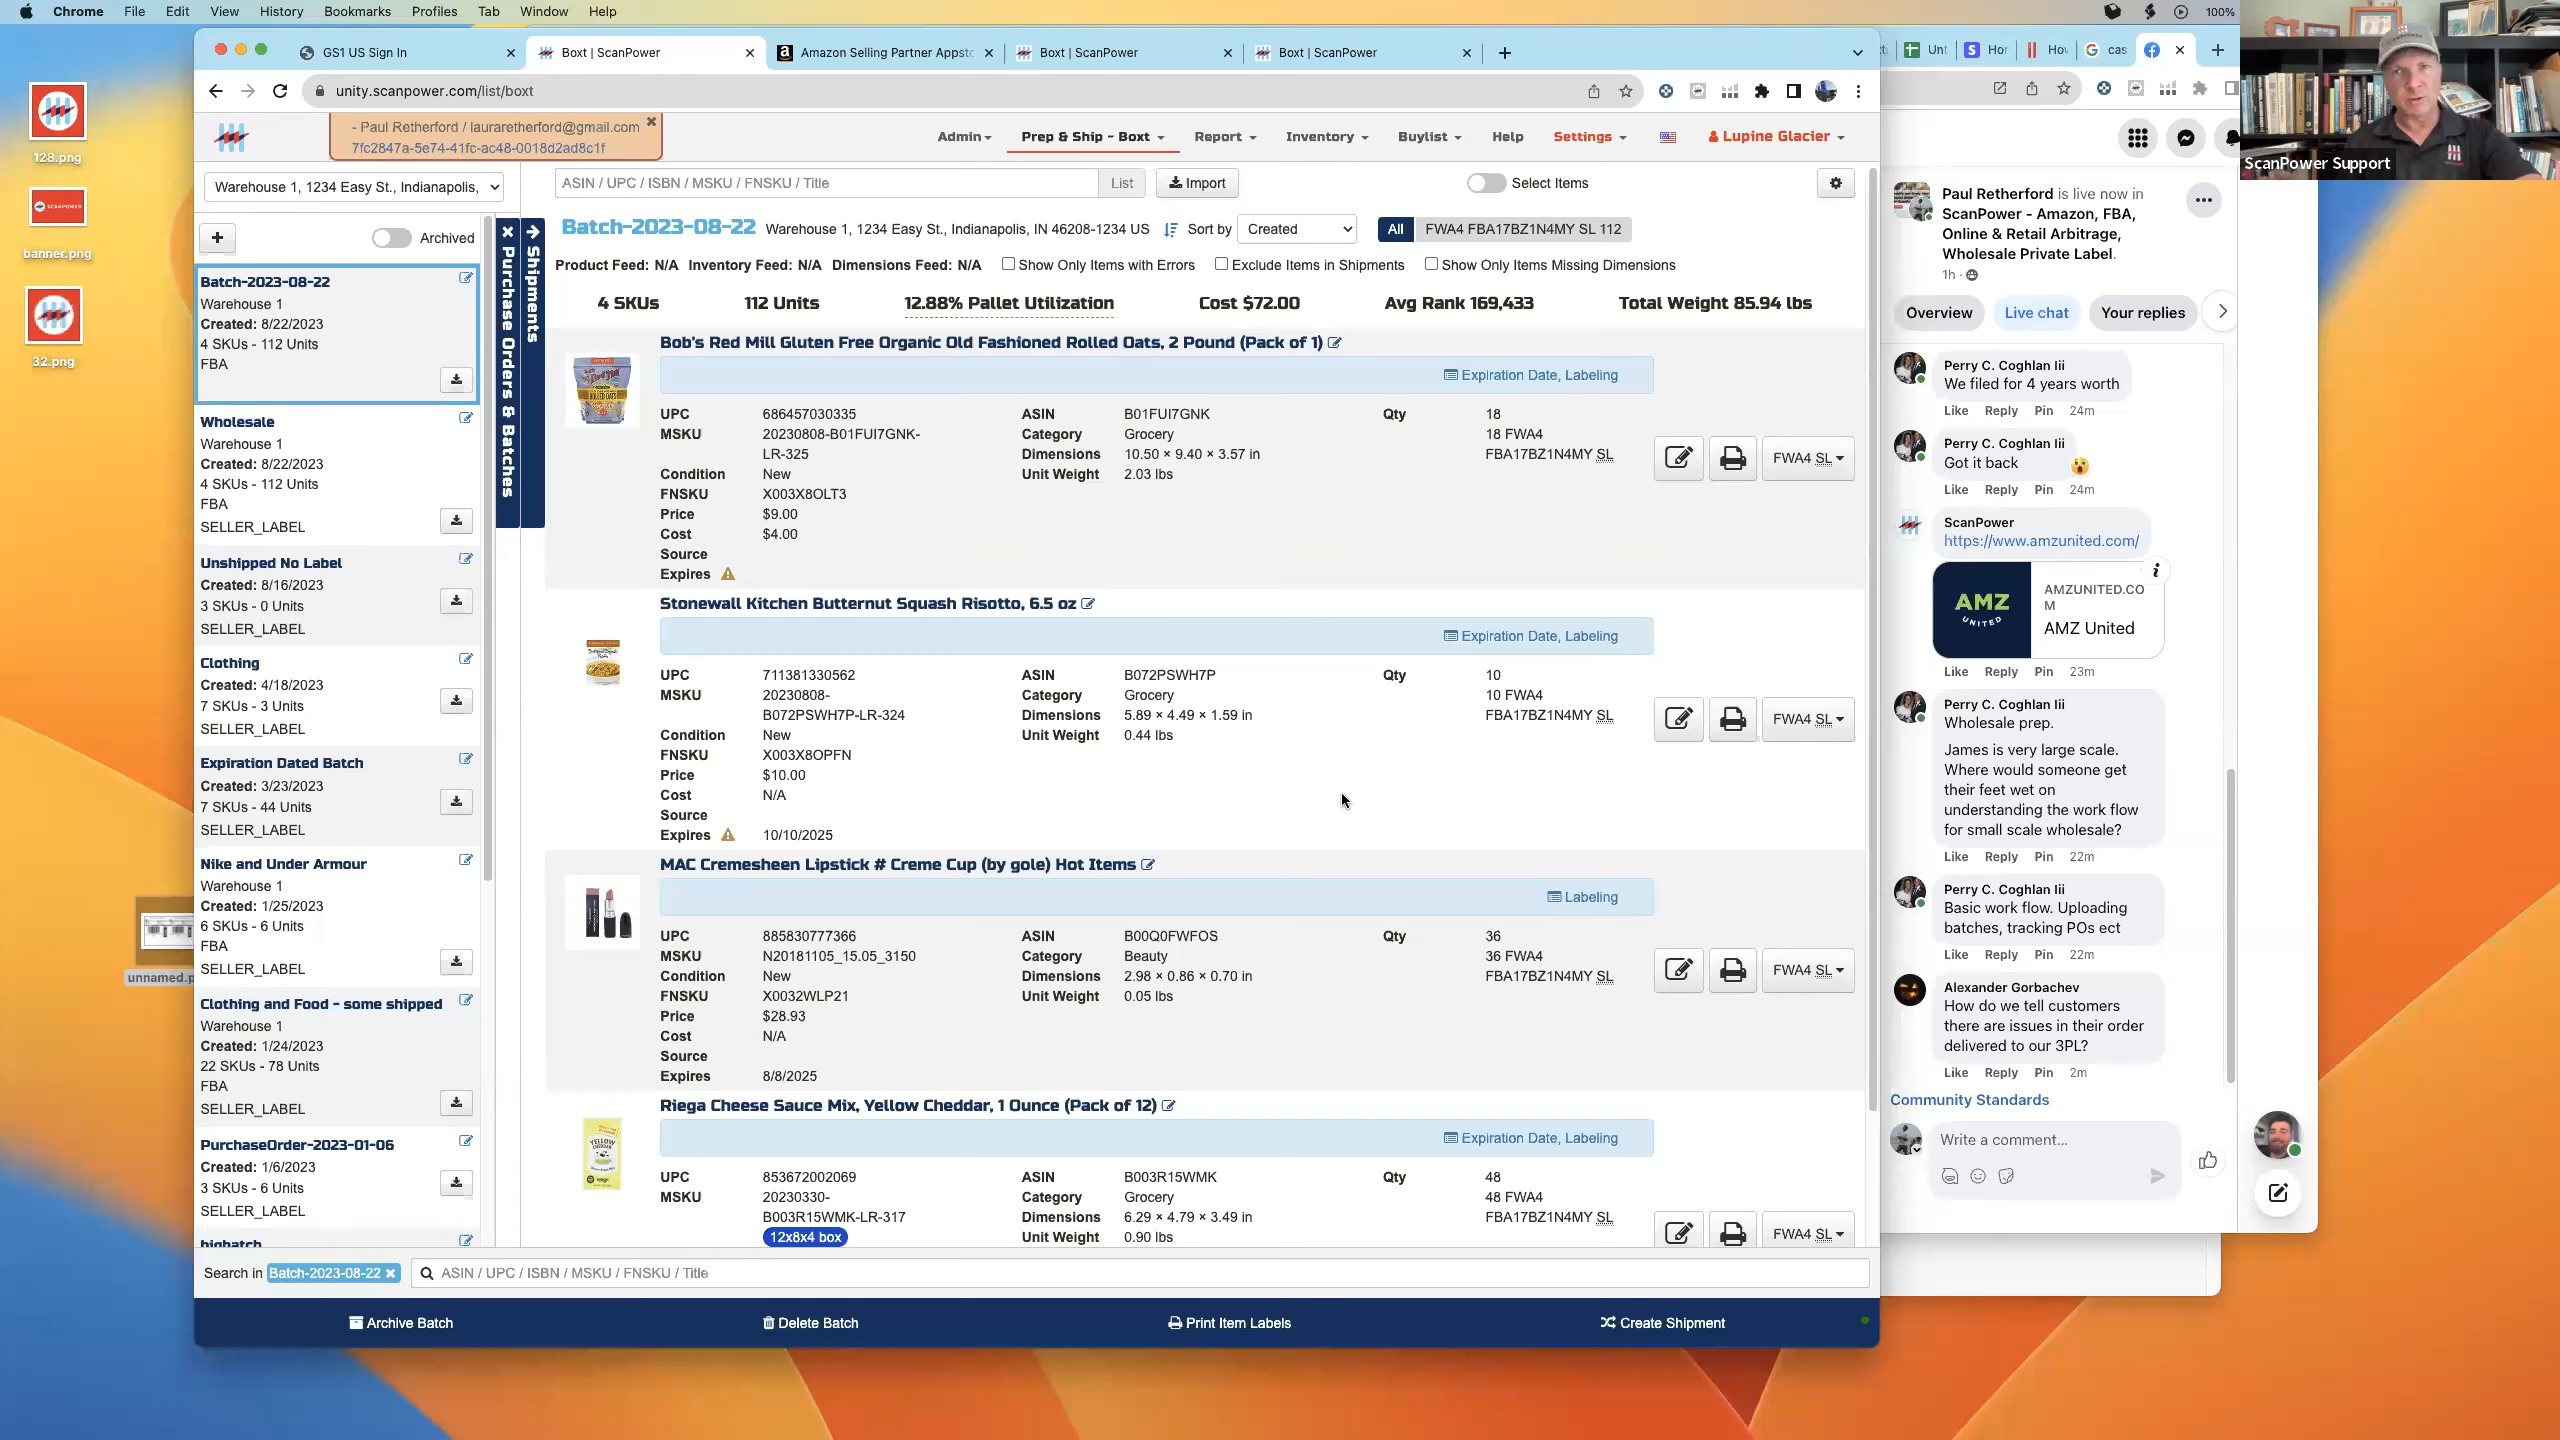 Chrome File Edit View History Bookmarks Profiles Tab Window Help
100%
GS1 US Sign In
Boxt | ScanPower
Amazon Selling Partner Appstc
Boxt | ScanPower
Boxt | ScanPower
Unt
Hor
Hov
cas
unity.scanpower.com/list/boxt
128.png
banner.png
32.png
unnamed.p
- Paul Retherford / lauraretherford@gmail.com
7fc2847a-5e74-41fc-ac48-0018d2ad8c1f
Admin
Prep & Ship - Boxt
Report
Inventory
Buylist
Help
Settings
Lupine Glacier
Warehouse 1, 1234 Easy St., Indianapolis,
Archived
Batch-2023-08-22
Warehouse 1
Created: 8/22/2023
4 SKUs - 112 Units
FBA
Wholesale
Warehouse 1
Created: 8/22/2023
4 SKUs - 112 Units
FBA
SELLER_LABEL
Unshipped No Label
Created: 8/16/2023
3 SKUs - 0 Units
SELLER_LABEL
Clothing
Created: 4/18/2023
7 SKUs - 3 Units
SELLER_LABEL
Expiration Dated Batch
Created: 3/23/2023
7 SKUs - 44 Units
SELLER_LABEL
Nike and Under Armour
Warehouse 1
Created: 1/25/2023
6 SKUs - 6 Units
FBA
SELLER_LABEL
Clothing and Food - some shipped
Warehouse 1
Created: 1/24/2023
22 SKUs - 78 Units
FBA
SELLER_LABEL
PurchaseOrder-2023-01-06
Created: 1/6/2023
3 SKUs - 6 Units
SELLER_LABEL
bigbatch
Purchase Orders & Batches
Shipments
ASIN / UPC / ISBN / MSKU / FNSKU / Title
List
Import
Select Items
Batch-2023-08-22 Warehouse 1, 1234 Easy St., Indianapolis, IN 46208-1234 US Sort by Created All FWA4 FBA17BZ1N4MY SL 112
Product Feed: N/A Inventory Feed: N/A Dimensions Feed: N/A Show Only Items with Errors Exclude Items in Shipments Show Only Items Missing Dimensions
4 SKUs 112 Units 12.88% Pallet Utilization Cost $72.00 Avg Rank 169,433 Total Weight 85.94 lbs
Bob's Red Mill Gluten Free Organic Old Fashioned Rolled Oats, 2 Pound (Pack of 1)
Expiration Date, Labeling
UPC 686457030335 ASIN B01FUI7GNK Qty 18
MSKU 20230808-B01FUI7GNK- Category Grocery 18 FWA4
LR-325 Dimensions 10.50 × 9.40 × 3.57 in FBA17BZ1N4MY SL
Condition New Unit Weight 2.03 lbs
FNSKU X003X8OLT3
Price $9.00
Cost $4.00
Source
Expires
FWA4 SL
Stonewall Kitchen Butternut Squash Risotto, 6.5 oz
Expiration Date, Labeling
UPC 711381330562 ASIN B072PSWH7P Qty 10
MSKU 20230808- Category Grocery 10 FWA4
B072PSWH7P-LR-324 Dimensions 5.89 × 4.49 × 1.59 in FBA17BZ1N4MY SL
Condition New Unit Weight 0.44 lbs
FNSKU X003X8OPFN
Price $10.00
Cost N/A
Source
Expires 10/10/2025
FWA4 SL
MAC Cremesheen Lipstick # Creme Cup (by gole) Hot Items
Labeling
UPC 885830777366 ASIN B00Q0FWFOS Qty 36
MSKU N20181105_15.05_3150 Category Beauty 36 FWA4
Condition New Dimensions 2.98 × 0.86 × 0.70 in FBA17BZ1N4MY SL
FNSKU X0032WLP21 Unit Weight 0.05 lbs
Price $28.93
Cost N/A
Source
Expires 8/8/2025
FWA4 SL
Riega Cheese Sauce Mix, Yellow Cheddar, 1 Ounce (Pack of 12)
Expiration Date, Labeling
UPC 853672002069 ASIN B003R15WMK Qty 48
MSKU 20230330- Category Grocery 48 FWA4
B003R15WMK-LR-317 Dimensions 6.29 × 4.79 × 3.49 in FBA17BZ1N4MY SL
12x8x4 box Unit Weight 0.90 lbs
FWA4 SL
Search in Batch-2023-08-22 ASIN / UPC / ISBN / MSKU / FNSKU / Title
Archive Batch
Delete Batch
Print Item Labels
Create Shipment
ScanPower Support
Paul Retherford is live now in
ScanPower - Amazon, FBA,
Online & Retail Arbitrage,
Wholesale Private Label.
1h
Overview Live chat Your replies
Perry C. Coghlan Iii
We filed for 4 years worth
Like Reply Pin 24m
Perry C. Coghlan Iii
Got it back
Like Reply Pin 24m
ScanPower
https://www.amzunited.com/
AMZ
UNITED
AMZUNITED.CO
M
AMZ United
Like Reply Pin 23m
Perry C. Coghlan Iii
Wholesale prep.
James is very large scale.
Where would someone get
their feet wet on
understanding the work flow
for small scale wholesale?
Like Reply Pin 22m
Perry C. Coghlan Iii
Basic work flow. Uploading
batches, tracking POs ect
Like Reply Pin 22m
Alexander Gorbachev
How do we tell customers
there are issues in their order
delivered to our 3PL?
Like Reply Pin 2m
Community Standards
Write a comment...